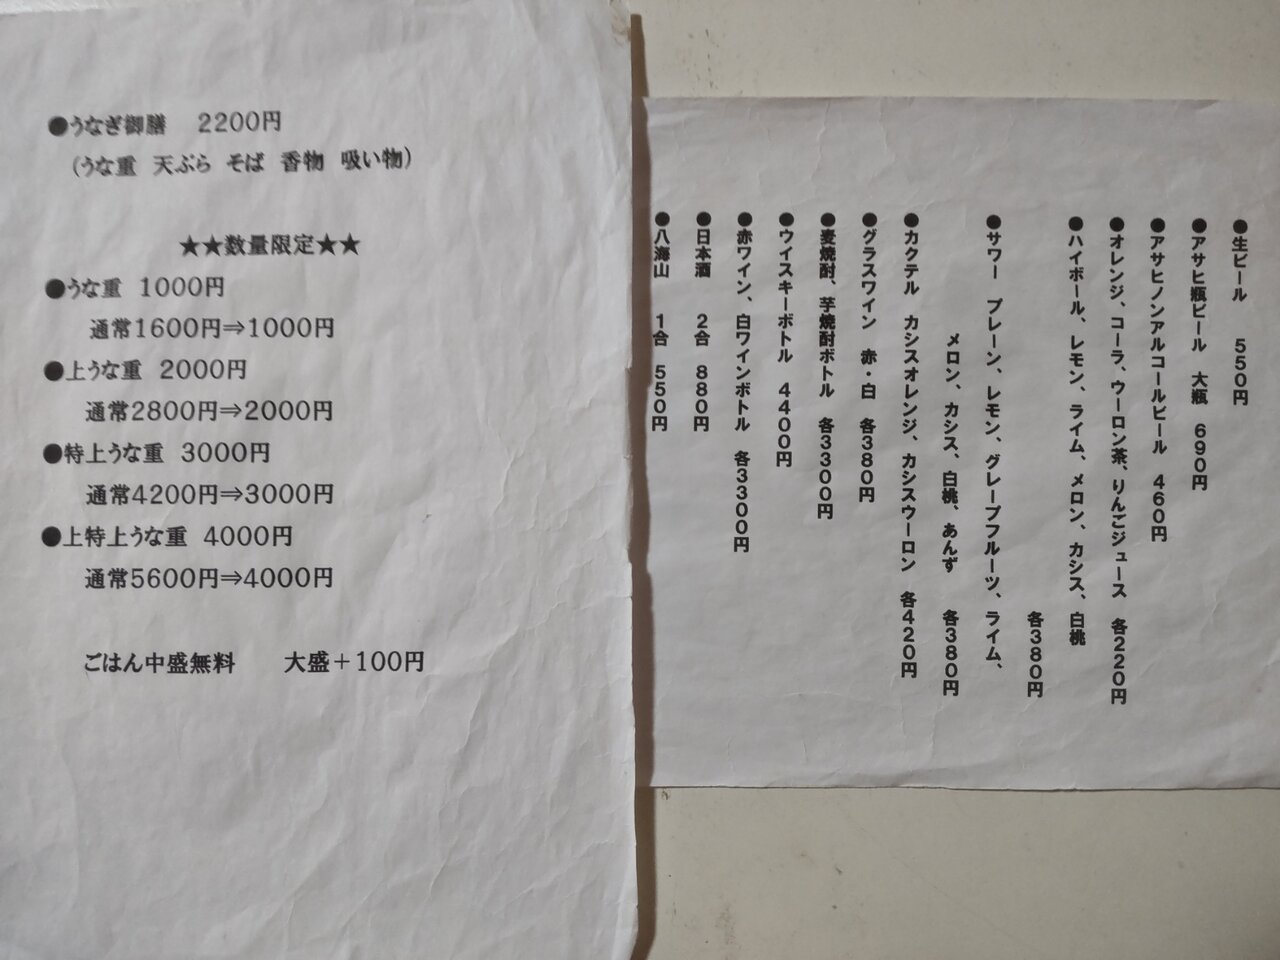 ●うなぎ御膳　2200円
（うな重　天ぷら　そば　香物　吸い物）
★★数量限定★★
●うな重　1000円
通常1600円⇒1000円
●上うな重　2000円
通常2800円⇒2000円
●特上うな重　3000円
通常4200円⇒3000円
●上特上うな重　4000円
通常5600円⇒4000円
ごはん中盛無料　　大盛＋100円
●生ビール　　550円
●アサヒ瓶ビール　大瓶　690円
●アサヒノンアルコールビール　460円
●オレンジ、コーラ、ウーロン茶、りんごジュース　各220円
●ハイボール、レモン、ライム、メロン、カシス、白桃
各380円
●サワー　プレーン、レモン、グレープフルーツ、ライム、
メロン、カシス、白桃、あんず　　各380円
●カクテル　カシスオレンジ、カシスウーロン　各420円
●グラスワイン　赤・白　各380円
●麦焼酎、芋焼酎ボトル　各3300円
●ウイスキーボトル　4400円
●赤ワイン、白ワインボトル　各3300円
●日本酒　　2合　880円
●八海山　　1合　550円